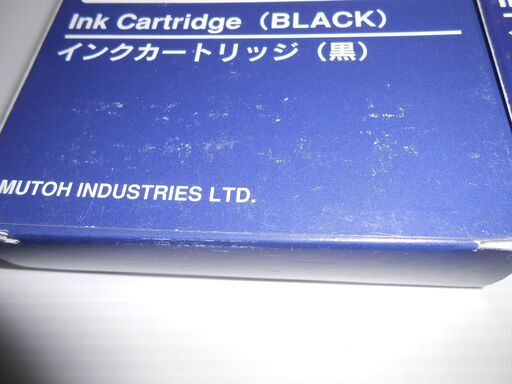 Ink Cartridge (BLACK)
インクカートリッジ (黒)
MUTOH INDUSTRIES LTD.